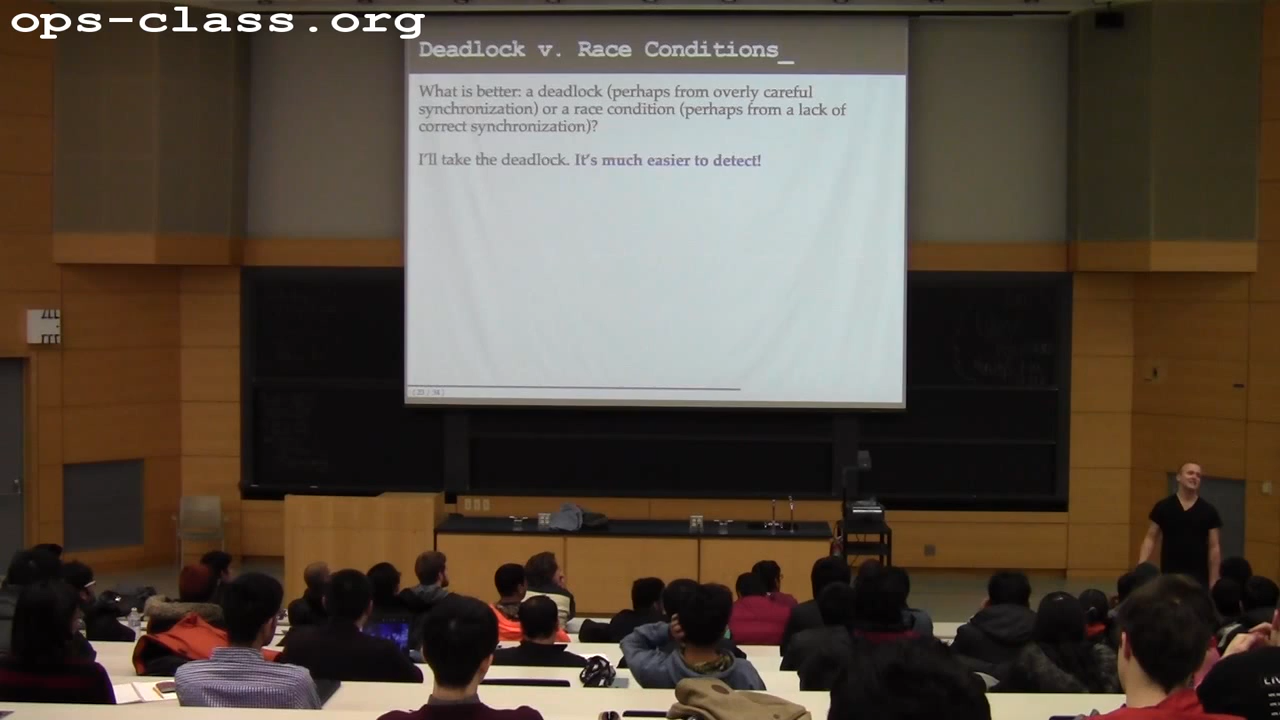 ops-class.org
Deadlock v. Race Conditions_
What is better: a deadlock (perhaps from overly careful
synchronization) or a race condition (perhaps from a lack of
correct synchronization)?
I'll take the deadlock. It's much easier to detect!